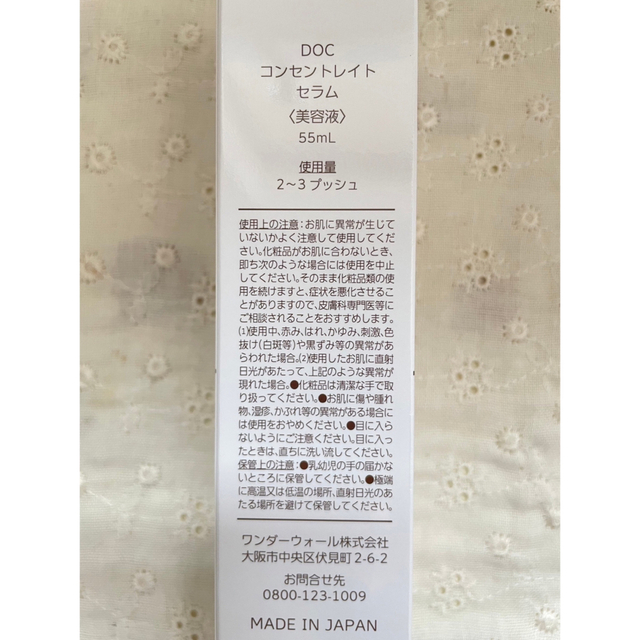 DOC
コンセントレイト
セラム
〈美容液〉
55mL
使用量
2〜3プッシュ
使用上の注意:お肌に異常が生じて
いないかよく注意して使用してくだ
さい。化粧品がお肌に合わないとき、
即ち次のような場合には使用を中止
してください。そのまま化粧品類の使
用を続けますと、症状を悪化させるこ
とがありますので、皮膚科専門医等に
ご相談されることをおすすめします。
(1)使用中、赤み、はれ、かゆみ、刺激、色
抜け(白斑等)や黒ずみ等の異常があ
らわれた場合。(2)使用したお肌に直射
日光があたって、上記のような異常が
現れた場合。●化粧品は清潔な手で取
り扱ってください。●お肌に傷や腫れ
物、湿疹、かぶれ等の異常がある場合に
は使用をおやめください。●目に入ら
ないようにご注意ください。目に入っ
たときは、直ちに洗い流してください。
保管上の注意:●乳幼児の手の届かな
いところに保管してください。●極端
に高温又は低温の場所、直射日光のあ
たる場所を避けて保管してください。
ワンダーウォール株式会社
大阪市中央区伏見町2-6-2
お問合せ先
0800-123-1009
MADE IN JAPAN